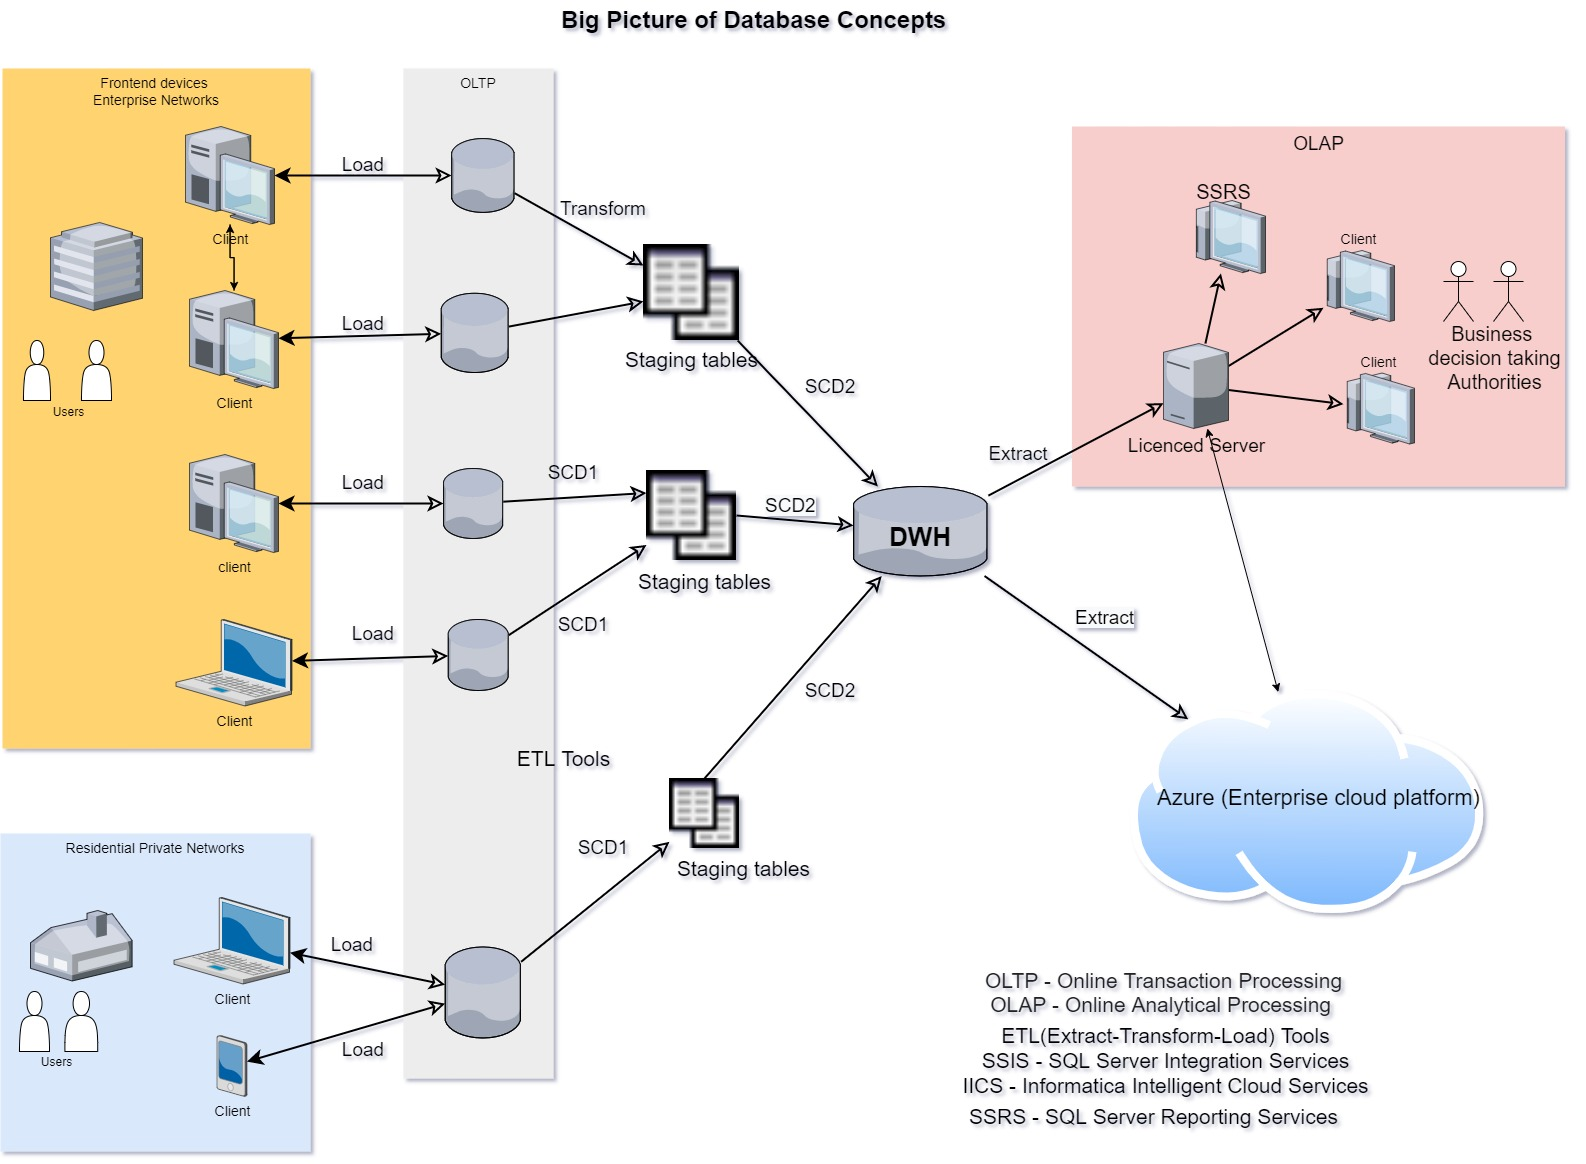 Big Picture of Database Concepts
Frontend devices
Enterprise Networks
OLTP
OLAP
Load
Client
Transform
SSRS
Client
Users
Load
Client
Staging tables
SCD2
Client
Business
decision taking
Authorities
Licenced Server
Load
client
SCD1
Staging tables
SCD2
DWH
Extract
Load
Client
SCD1
SCD2
Extract
ETL Tools
Azure (Enterprise cloud platform)
Residential Private Networks
SCD1
Staging tables
Load
Client
Users
Load
Client
OLTP - Online Transaction Processing
OLAP - Online Analytical Processing
ETL(Extract-Transform-Load) Tools
SSIS - SQL Server Integration Services
IICS - Informatica Intelligent Cloud Services
SSRS - SQL Server Reporting Services